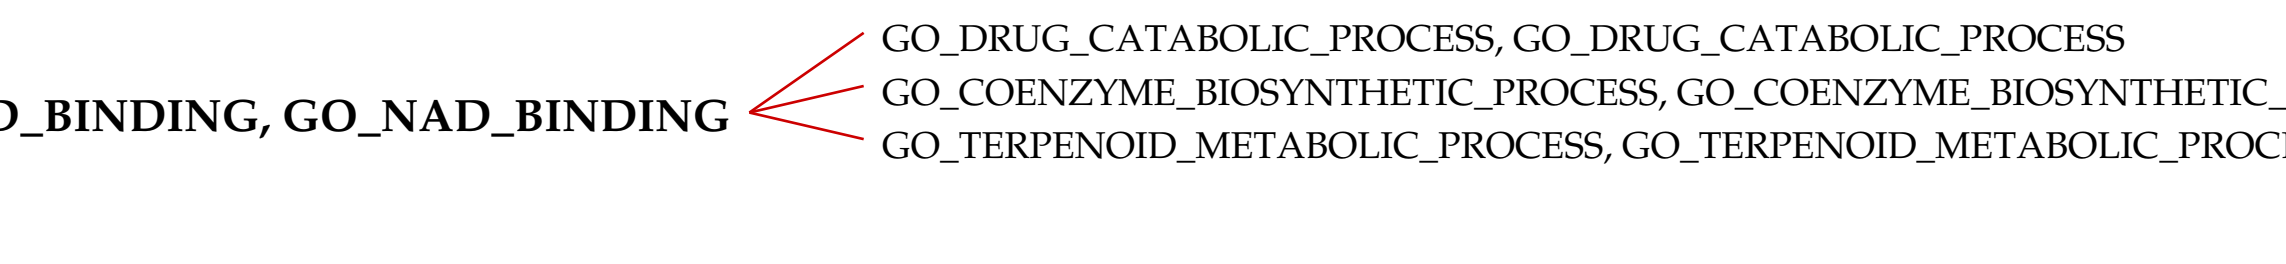 GO_DRUG_CATABOLIC_PROCESS, GO_DRUG_CATABOLIC_PROCESS
GO_COENZYME_BIOSYNTHETIC_PROCESS, GO_COENZYME_BIOSYNTHETIC_
D_BINDING, GO_NAD_BINDING
GO_TERPENOID_METABOLIC_PROCESS, GO_TERPENOID_METABOLIC_PROC